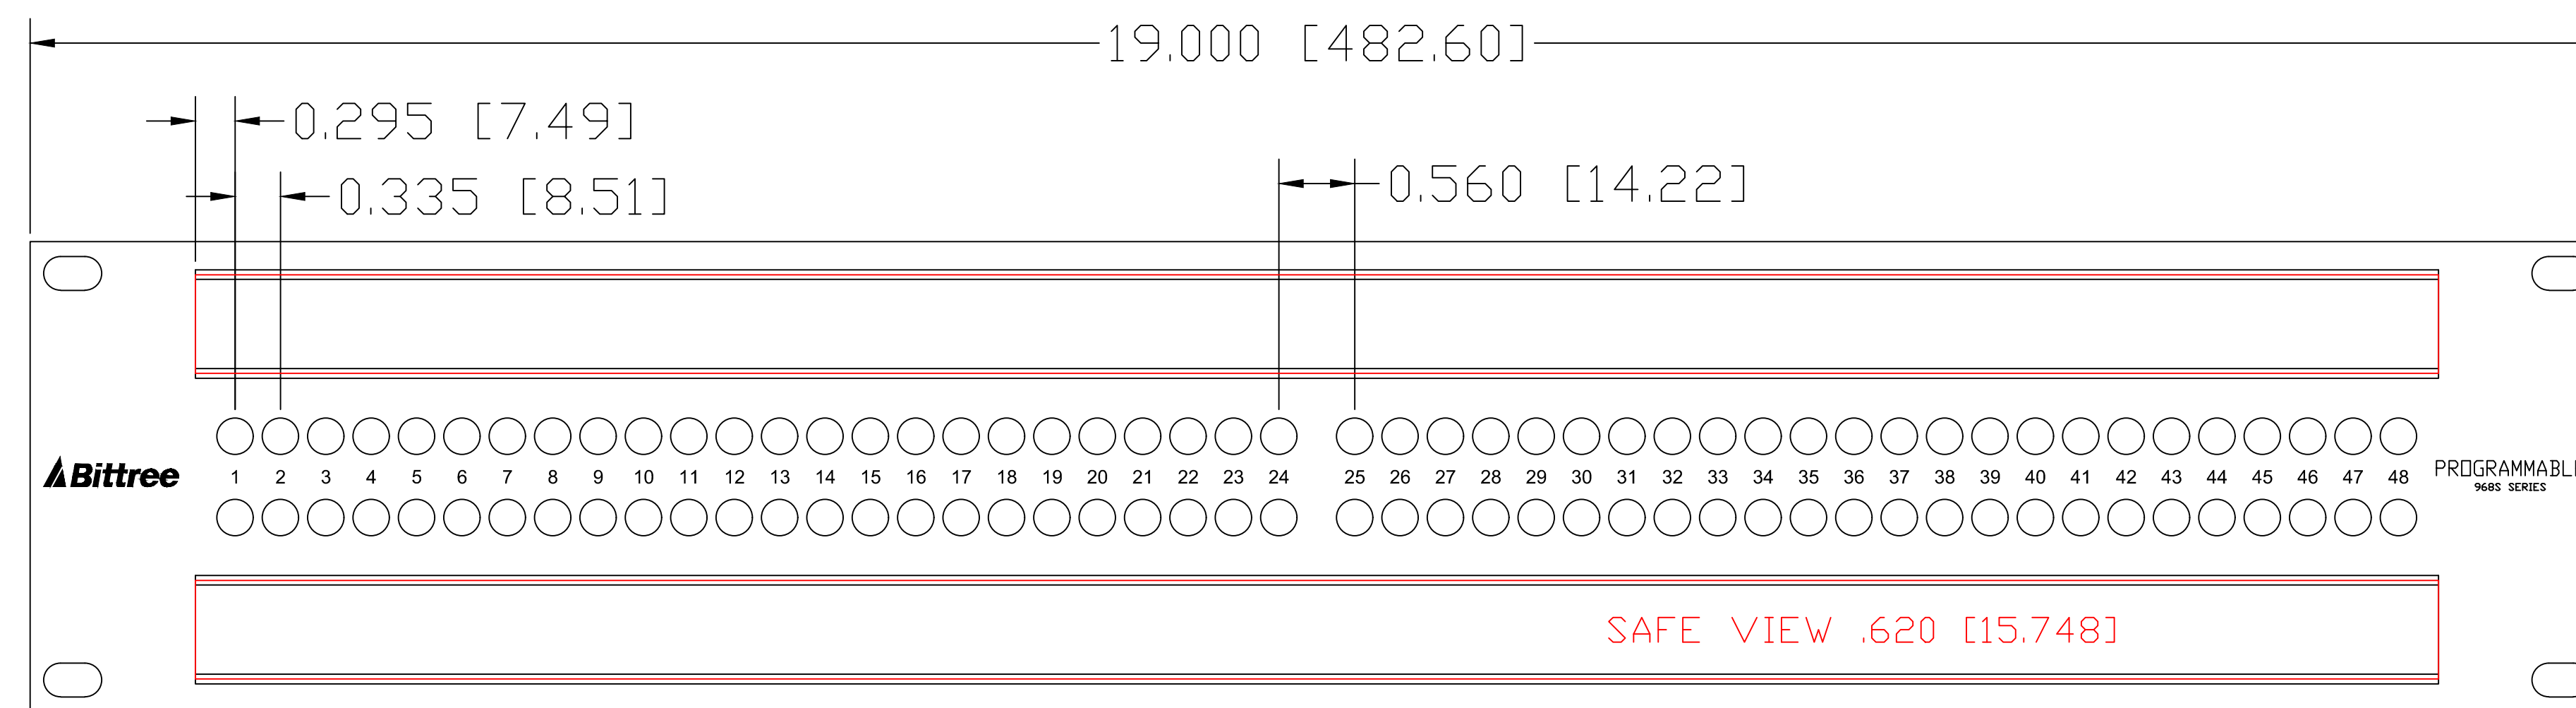 19.000 [482.60]
0.295 [7.49]
0.335 [8.51]
0.560 [14.22]
Bittree
1 2 3 4 5 6 7 8 9 10 11 12 13 14 15 16 17 18 19 20 21 22 23 24 25 26 27 28 29 30 31 32 33 34 35 36 37 38 39 40 41 42 43 44 45 46 47 48
968S SERIES
SAFE VIEW .620 [15.748]